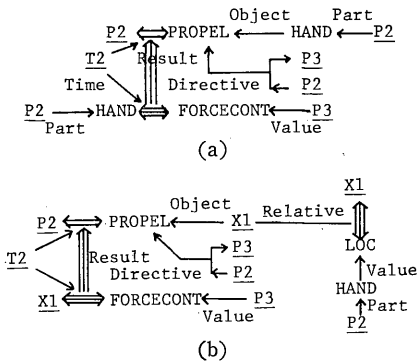 Object Part
P2 PROPEL HAND P2
T2 Result P3
Time Directive P2
P2 HAND FORCECONT P3
Part Value
(a)
X1
Object
P2 PROPEL X1 Relative
P3 LOC
T2 Result Value
Directive P2 HAND
X1 FORCECONT P3 Part
Value P2
(b)